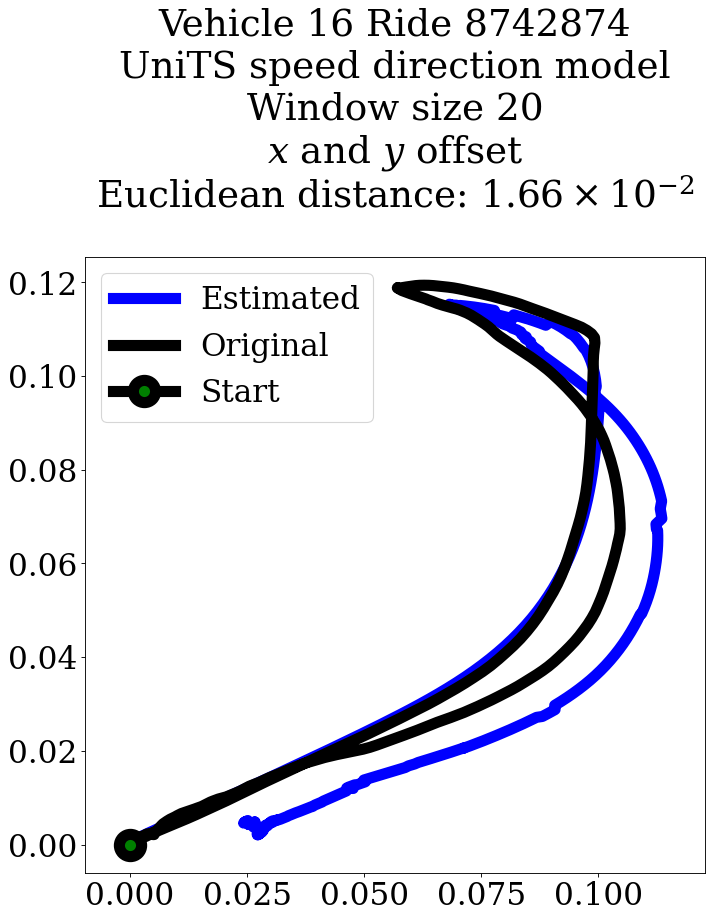 Vehicle 16 Ride 8742874
UniTS speed direction model
Window size 20
x and y offset
Euclidean distance: 1.66 × 10⁻²
Estimated
Original
Start
0.12
0.10
0.08
0.06
0.04
0.02
0.00
0.000 0.025 0.050 0.075 0.100